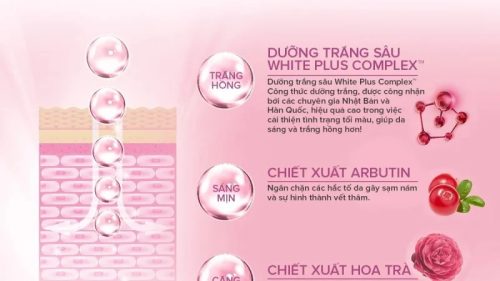 DƯỠNG TRẮNG SÂU
WHITE PLUS COMPLEX™
TRẮNG
HỒNG
Dưỡng trắng sâu White Plus Complex™
Công thức dưỡng trắng, được công nhận
bởi các chuyên gia Nhật Bản và
Hàn Quốc, hiệu quả cao trong việc
cải thiện tình trạng tối màu, giúp da
sáng và trắng hồng hơn!
CHIẾT XUẤT ARBUTIN
SÁNG
MỊN
Ngăn chặn các hắc tố da gây sạm nám
và sự hình thành vết thâm.
CHIẾT XUẤT HOA TRÀ
CĂNG